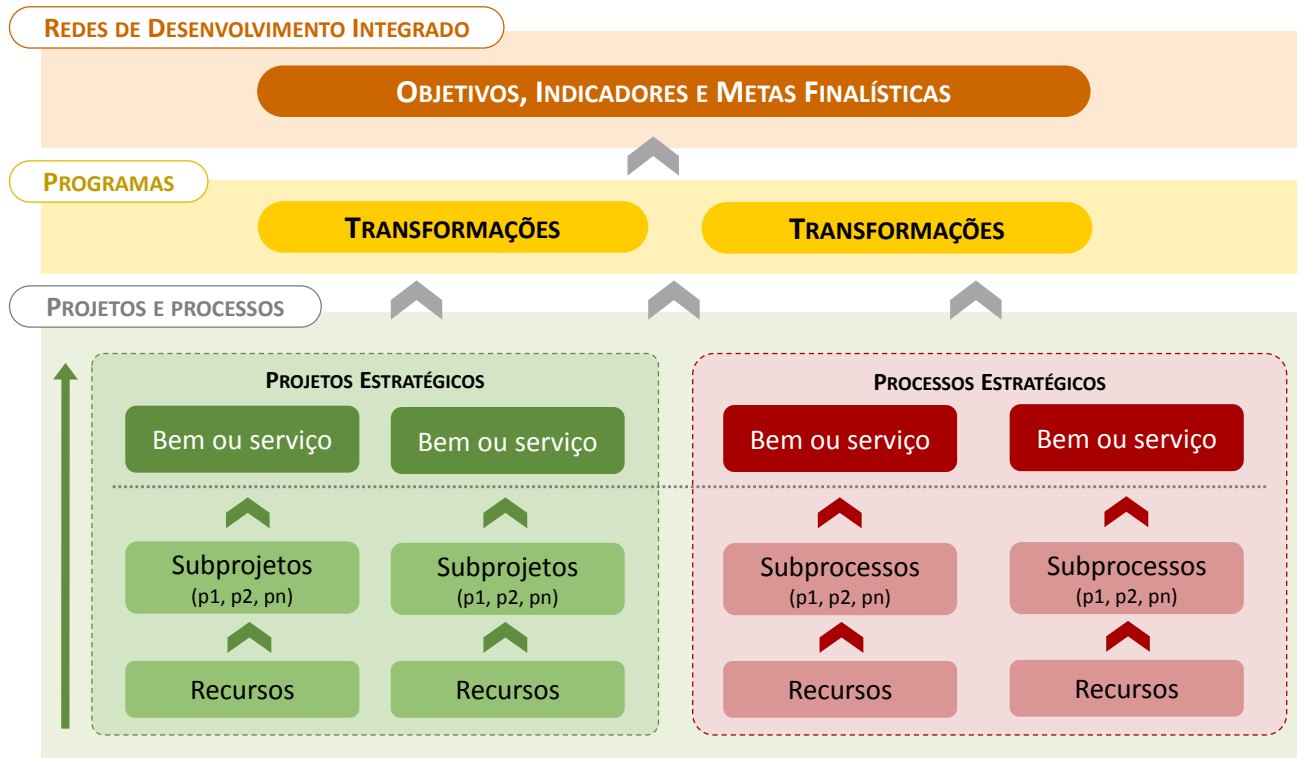 REDES DE DESENVOLVIMENTO INTEGRADO
OBJETIVOS, INDICADORES E METAS FINALÍSTICAS
PROGRAMAS
TRANSFORMAÇÕES
TRANSFORMAÇÕES
PROJETOS E PROCESSOS
PROJETOS ESTRATÉGICOS
Bem ou serviço
Bem ou serviço
Subprojetos
(p1, p2, pn)
Subprojetos
(p1, p2, pn)
Recursos
Recursos
PROCESSOS ESTRATÉGICOS
Bem ou serviço
Bem ou serviço
Subprocessos
(p1, p2, pn)
Subprocessos
(p1, p2, pn)
Recursos
Recursos